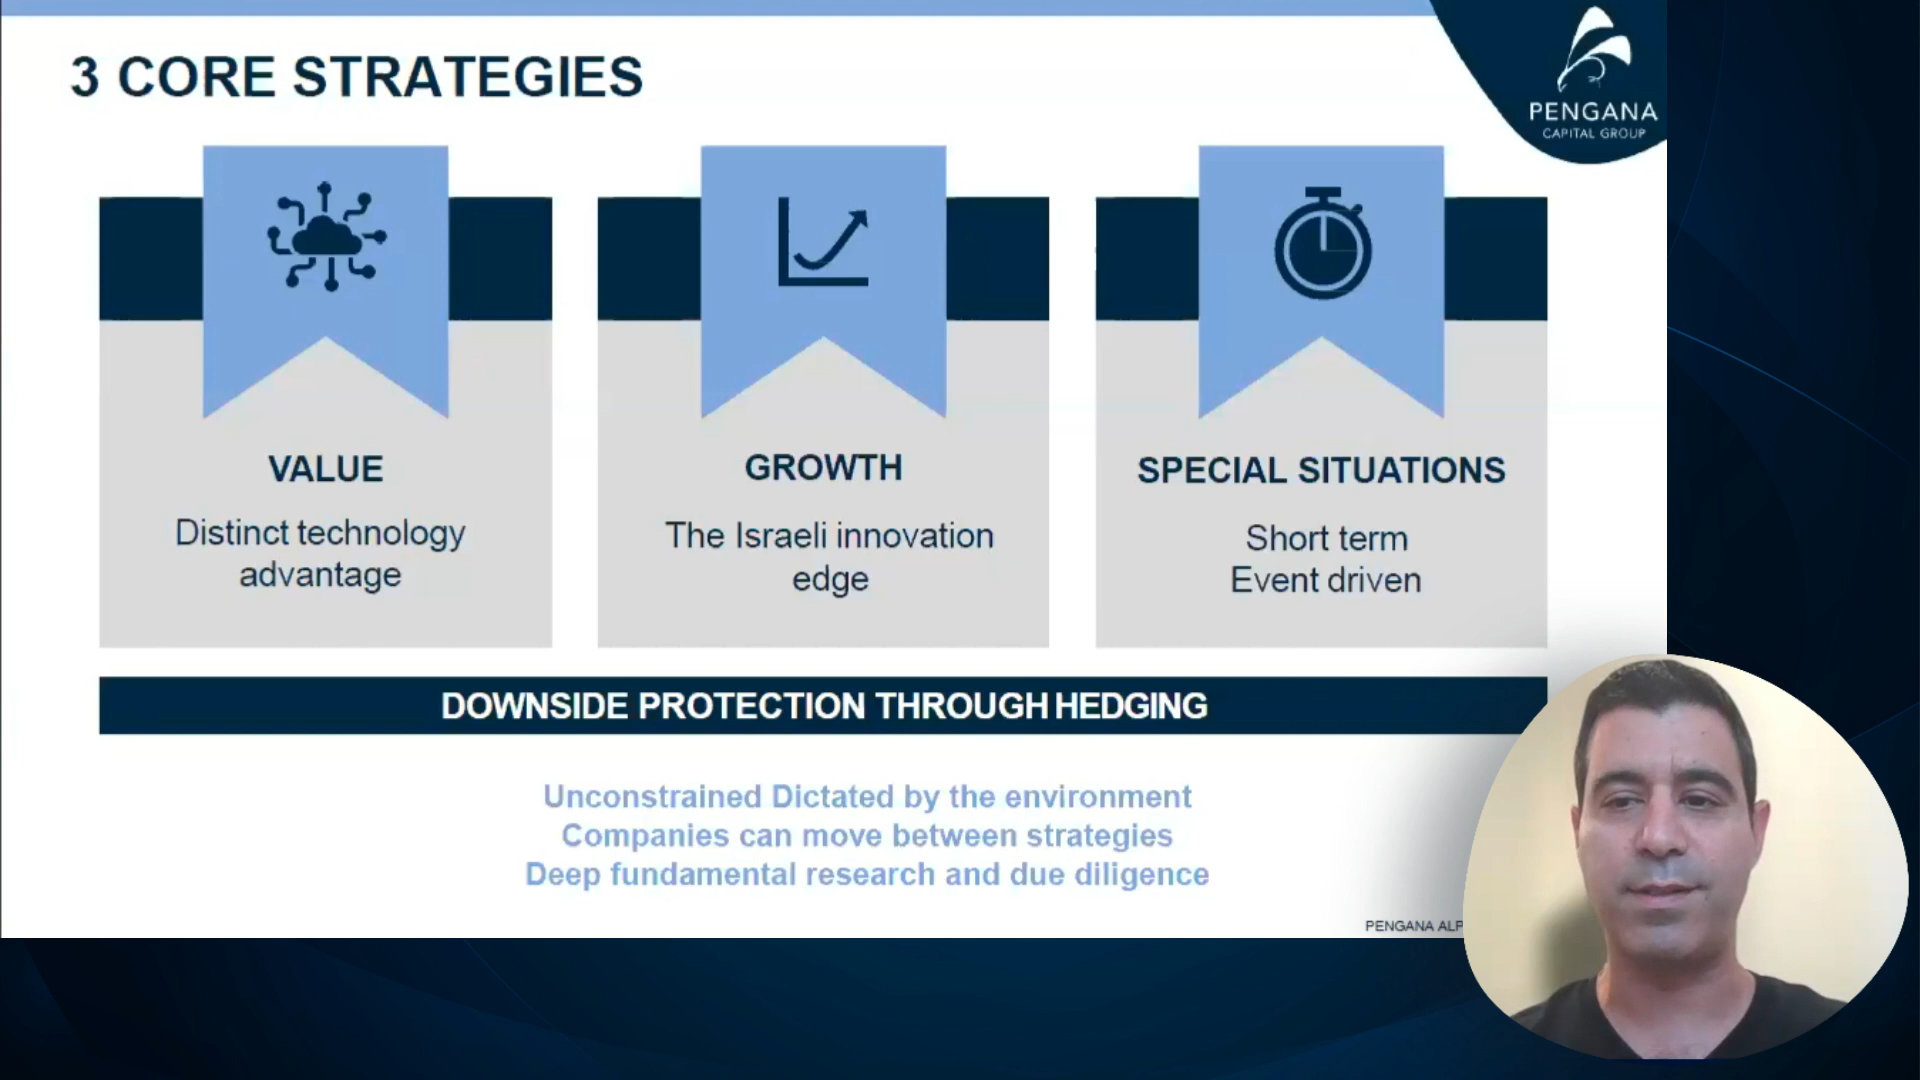 3 CORE STRATEGIES
PENGANA
CAPITAL GROUP
VALUE
Distinct technology
advantage
GROWTH
The Israeli innovation
edge
SPECIAL SITUATIONS
Short term
Event driven
DOWNSIDE PROTECTION THROUGH HEDGING
Unconstrained Dictated by the environment
Companies can move between strategies
Deep fundamental research and due diligence
PENGANA ALP